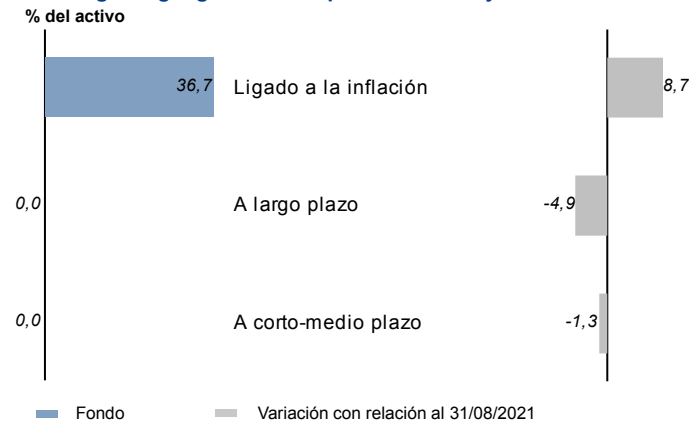 % del activo
36,7 Ligado a la inflación 8,7
0,0 A largo plazo -4,9
0,0 A corto-medio plazo -1,3
Fondo Variación con relación al 31/08/2021